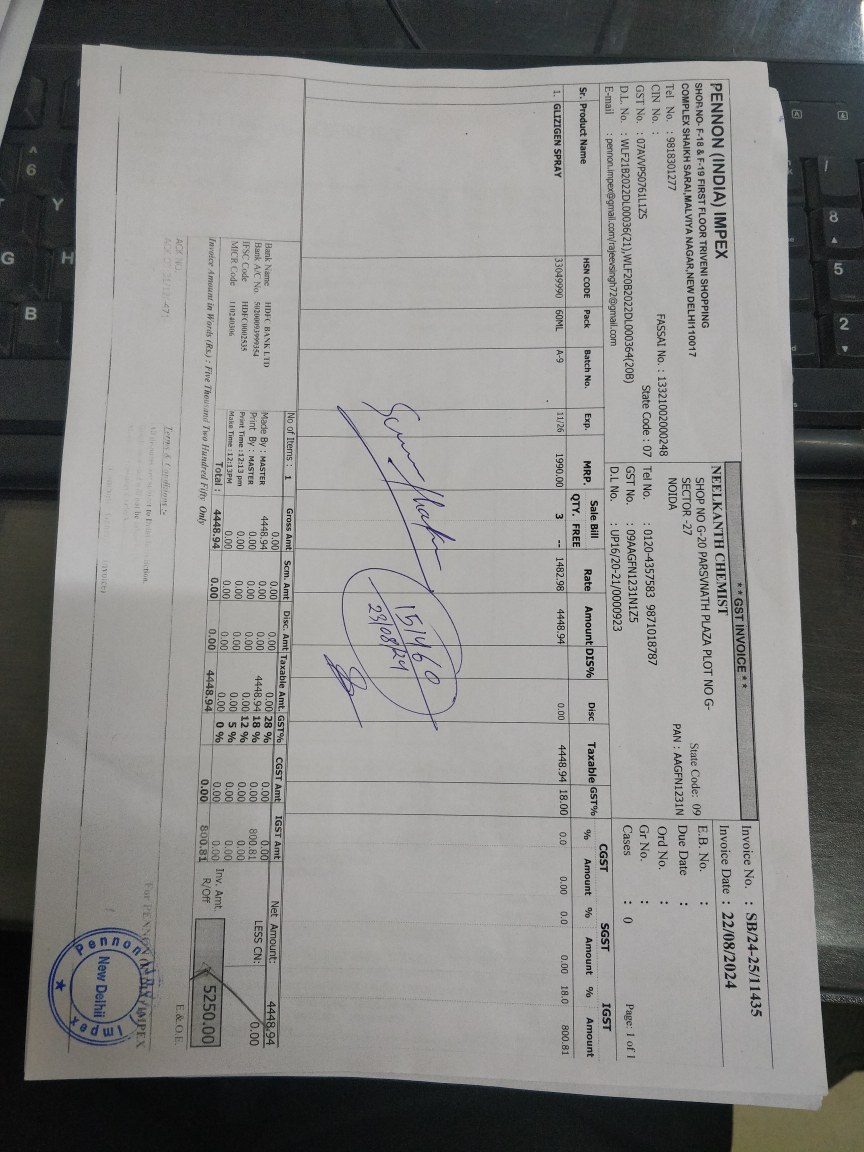 ** GST INVOICE **
PENNON (INDIA) IMPEX
SHOP.NO- F-18 & F-19 FIRST FLOOR TRIVENI SHOPPING
COMPLEX SHAIKH SARAI,MALVIYA NAGAR,NEW DELHI110017
Tel No. : 9818301277
CIN No. : FASSAI No. : 13321002000248
GST No. : 07AVVPS0761L1ZS State Code : 07
D.L. No. : WLF21B2022DL00036(21),WLF20B2022DL000364(20B)
E-mail : pennon.impex@gmail.com/rajeevsingh72@gmail.com
NEELKANTH CHEMIST
SHOP NO G-20 PARSVNATH PLAZA PLOT NO G-
SECTOR -27
NOIDA State Code: 09
PAN : AAGFN1231N
Tel No. : 0120-4357583 9871018787
GST No. : 09AAGFN1231N1Z5
D.L No. : UP16/20-21/0000923
Invoice No. : SB/24-25/11435
Invoice Date : 22/08/2024
E.B. No. :
Due Date :
Ord No. :
Gr No. :
Cases : 0 Page: 1 of 1
Sr. Product Name HSN CODE Pack Batch No. Exp. MRP. Sale Bill QTY. FREE Rate Amount DIS% Disc Taxable GST% CGST % Amount SGST % Amount IGST % Amount
1. GLIZIGEN SPRAY 33049990 60ML A-9 11/26 1990.00 3 -- 1482.98 4448.94 0.00 4448.94 18.00 0.0 0.00 0.0 0.00 18.0 800.81
15/460
23/08/24
Bank Name HDFC BANK LTD
Bank A/C No 50200093999354
IFSC Code HDFC0002535
MICR Code 110240306
No of Items : 1
Made By : MASTER
Print By : MASTER
Print Time :12:13 pm
Make Time :12:13PM
Gross Amt Scm. Amt Disc. Amt Taxable Amt. GST% CGST Amt IGST Amt
0.00 0.00 0.00 0.00 28 % 0.00 0.00
4448.94 0.00 0.00 4448.94 18 % 0.00 800.81
0.00 0.00 0.00 0.00 12 % 0.00 0.00
0.00 0.00 0.00 0.00 5 % 0.00 0.00
0.00 0.00 0.00 0.00 0 % 0.00 0.00
Total : 4448.94 0.00 0.00 4448.94 0.00 800.81
Net Amount: 4448.94
LESS CN: 0.00
Inv. Amt.
R/Off
5250.00
Invoice Amount in Words (Rs.) : Five Thousand Two Hundred Fifty Only
E.& O.E.
Terms & Conditions :-
For PENNON (INDIA) IMPEX
Pennon
Impex
New Delhi